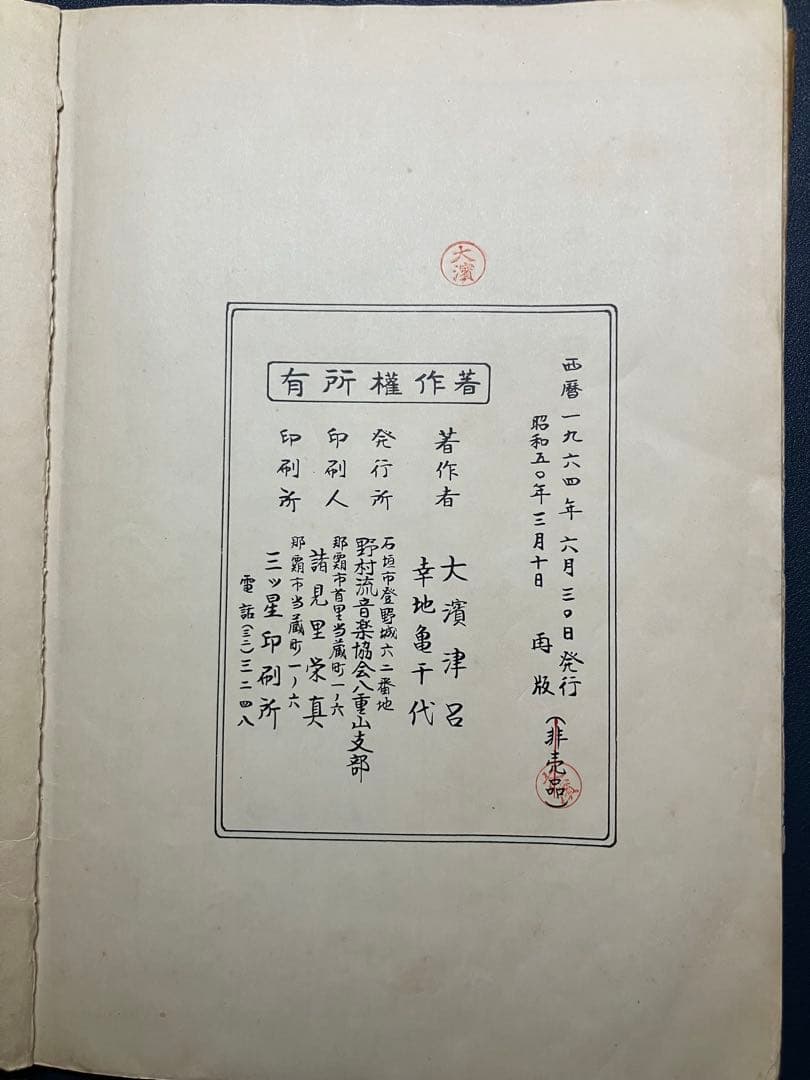 大濱
著作權所有
西暦一九六四年六月三〇日発行
昭和五〇年三月十日 再版
(非売品)
著作者 大濱津呂
幸地亀千代
石垣市登野城六二番地
発行所 野村流音楽協会八重山支部
那覇市首里当蔵町一ノ六
印刷人 諸見里栄真
那覇市当蔵町一ノ六
印刷所 三ッ星印刷所
電話(三二)三二四八